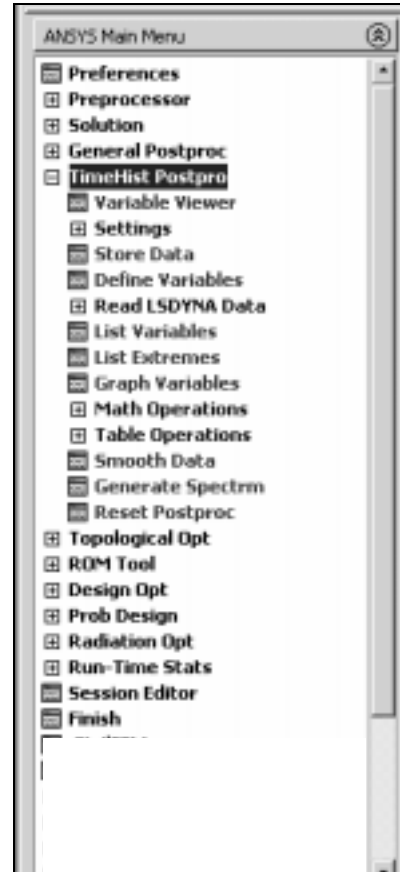 ANSYS Main Menu
Preferences
Preprocessor
Solution
General Postproc
TimeHist Postpro
Variable Viewer
Settings
Store Data
Define Variables
Read LSDYNA Data
List Variables
List Extremes
Graph Variables
Math Operations
Table Operations
Smooth Data
Generate Spectrm
Reset Postproc
Topological Opt
ROM Tool
Design Opt
Prob Design
Radiation Opt
Run-Time Stats
Session Editor
Finish